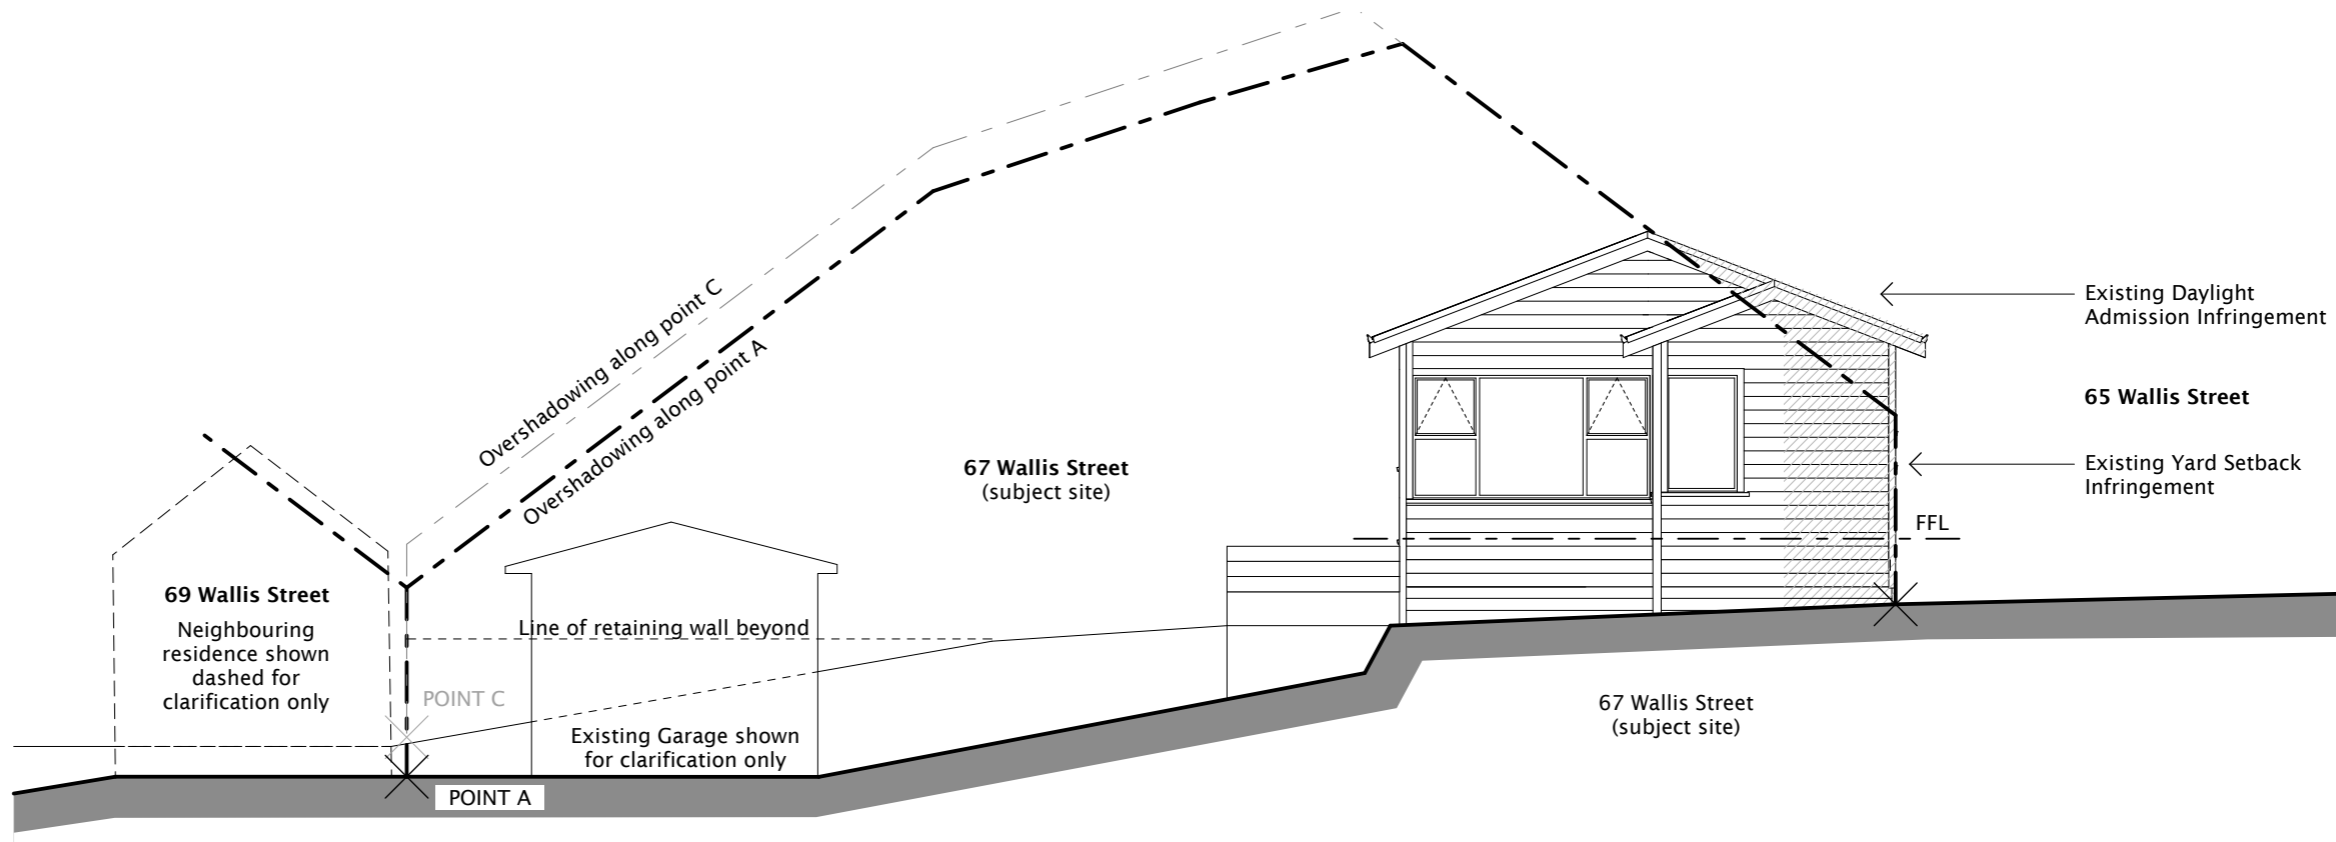 Overshadowing along point C
Overshadowing along point A
Existing Daylight
Admission Infringement
65 Wallis Street
67 Wallis Street
(subject site)
Existing Yard Setback
Infringement
FFL
69 Wallis Street
Neighbouring
residence shown
dashed for
clarification only
Line of retaining wall beyond
POINT C
Existing Garage shown
for clarification only
67 Wallis Street
(subject site)
POINT A